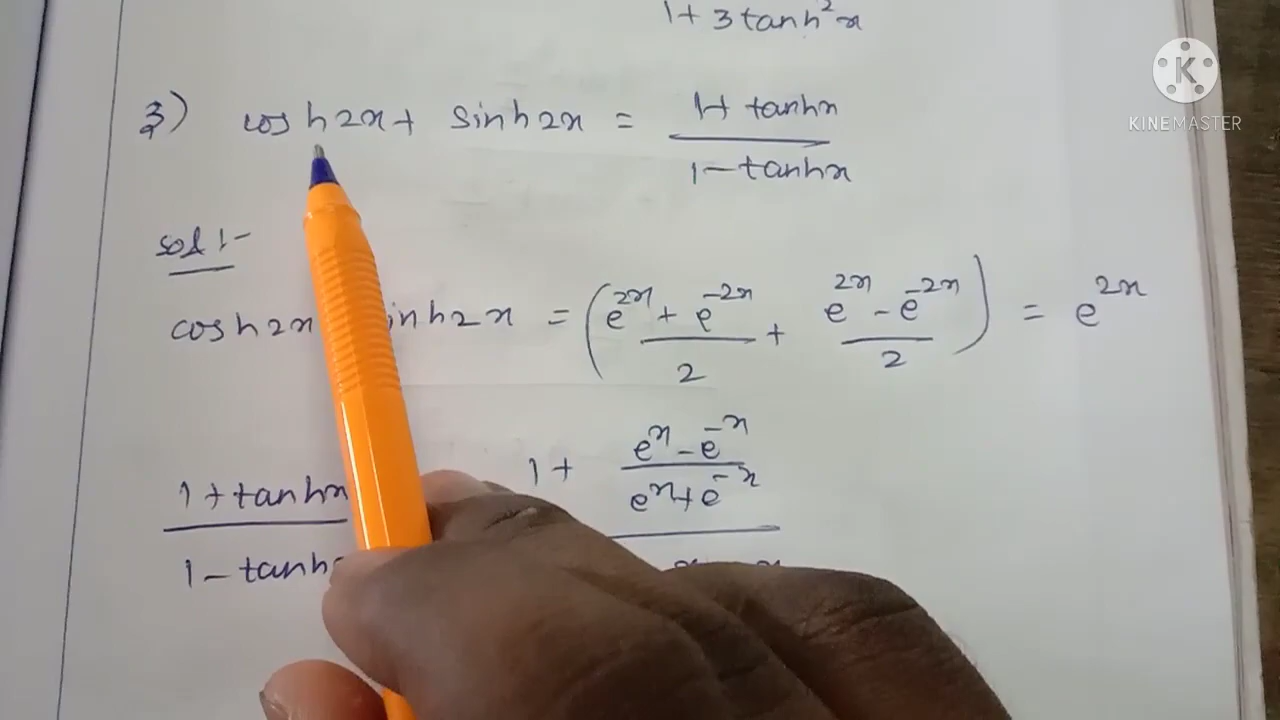 1 + 3 tanh²x
3) cosh2x + sinh2x = 1 + tanhx / 1 - tanhx
K
KINEMASTER
Sol :-
cosh2x inh2x = ( e^2x + e^-2x / 2 + e^2x - e^-2x / 2 ) = e^2x
1 + tanhx / 1 - tanh 1 + e^x - e^-x / e^x + e^-x